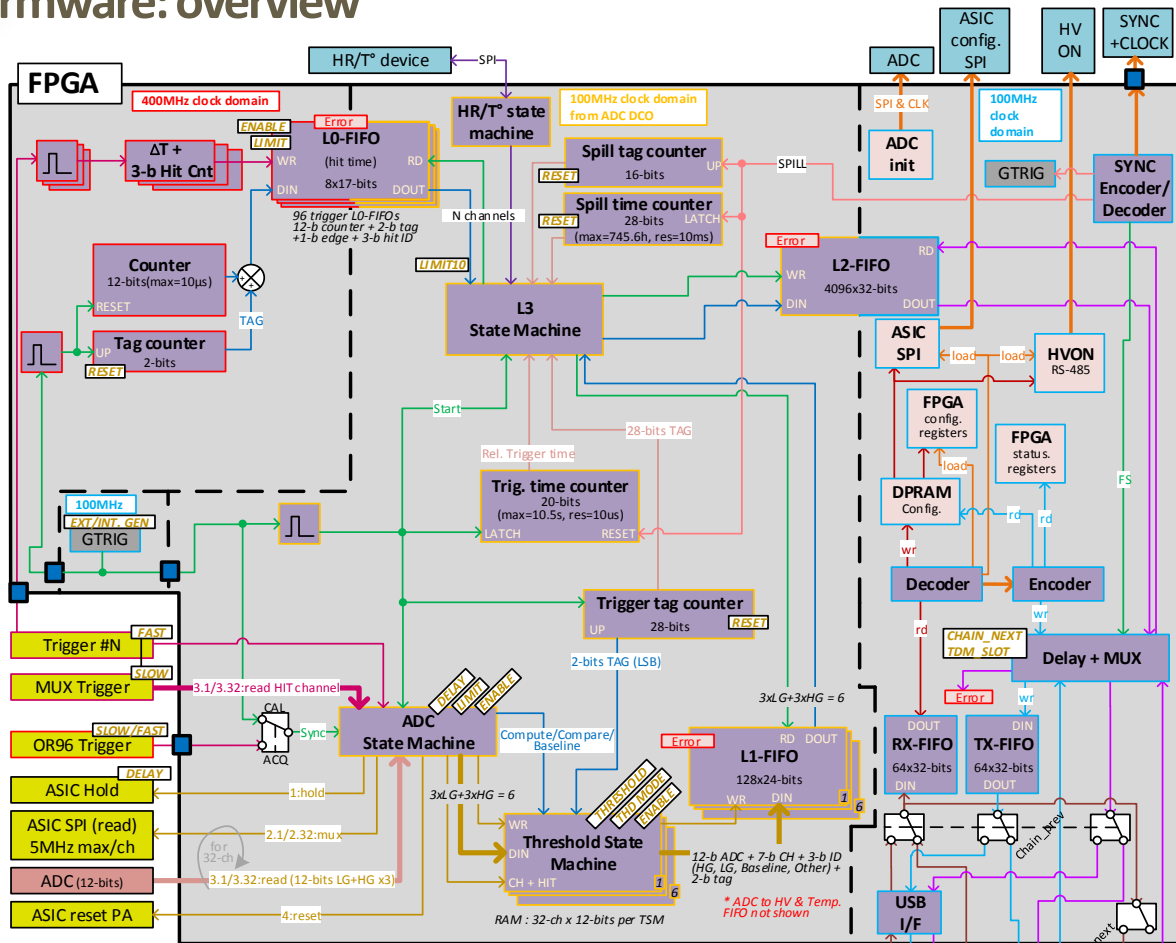 rmware: overview
ASIC
config.
SPI
HV
ON
SYNC
+CLOCK
HR/T° device
SPI
ADC
FPGA
400MHz clock domain
ENABLE
LIMIT
Error
L0-FIFO
(hit time)
8x17-bits
WR
RD
DIN
DOUT
HR/T° state
machine
100MHz clock domain
from ADC DCO
SPI & CLK
100MHz
clock
domain
ΔT +
3-b Hit Cnt
Spill tag counter
16-bits
UP
RESET
SPILL
ADC
init
GTRIG
SYNC
Encoder/
Decoder
96 trigger L0-FIFOs
12-b counter + 2-b tag
+1-b edge + 3-b hit ID
N channels
Spill time counter
28-bits
(max=745.6h, res=10ms)
LATCH
RESET
Counter
12-bits(max=10µs)
RESET
LIMIT10
Error
L2-FIFO
4096x32-bits
WR
RD
DIN
DOUT
TAG
Tag counter
2-bits
UP
RESET
L3
State Machine
ASIC
SPI
load
load
HVON
RS-485
Start
28-bits TAG
FPGA
config.
registers
FPGA
status.
registers
Rel. Trigger time
load
FS
Trig. time counter
20-bits
(max=10.5s, res=10us)
LATCH
RESET
DPRAM
Config.
100MHz
EXT/INT. GEN
GTRIG
rd
rd
wr
Decoder
Encoder
Trigger tag counter
28-bits
UP
RESET
rd
wr
Trigger #N
FAST
SLOW
MUX Trigger
3.1/3.32:read HIT channel
2-bits TAG (LSB)
CHAIN_NEXT
TDM_SLOT
Delay + MUX
Error
wr
DELAY
LIMIT
ENABLE
3xLG+3xHG = 6
OR96 Trigger
SLOW/FAST
CAL
ACQ
Sync
ADC
State Machine
Compute/Compare/
Baseline
Error
RD
DOUT
L1-FIFO
128x24-bits
WR
DIN
1
6
DOUT
RX-FIFO
64x32-bits
DIN
DIN
TX-FIFO
64x32-bits
DOUT
ASIC Hold
DELAY
1:hold
3xLG+3xHG = 6
THRESHOLD
THD MODE
ENABLE
ASIC SPI (read)
5MHz max/ch
2.1/2.32:mux
for
32-ch
WR
DIN
CH + HIT
Threshold State
Machine
1
6
Chain_prev
12-b ADC + 7-b CH + 3-b ID
(HG, LG, Baseline, Other) +
2-b tag
ADC (12-bits)
3.1/3.32:read (12-bits LG+HG x3)
* ADC to HV & Temp.
FIFO not shown
USB
I/F
ASIC reset PA
4:reset
RAM : 32-ch x 12-bits per TSM
next